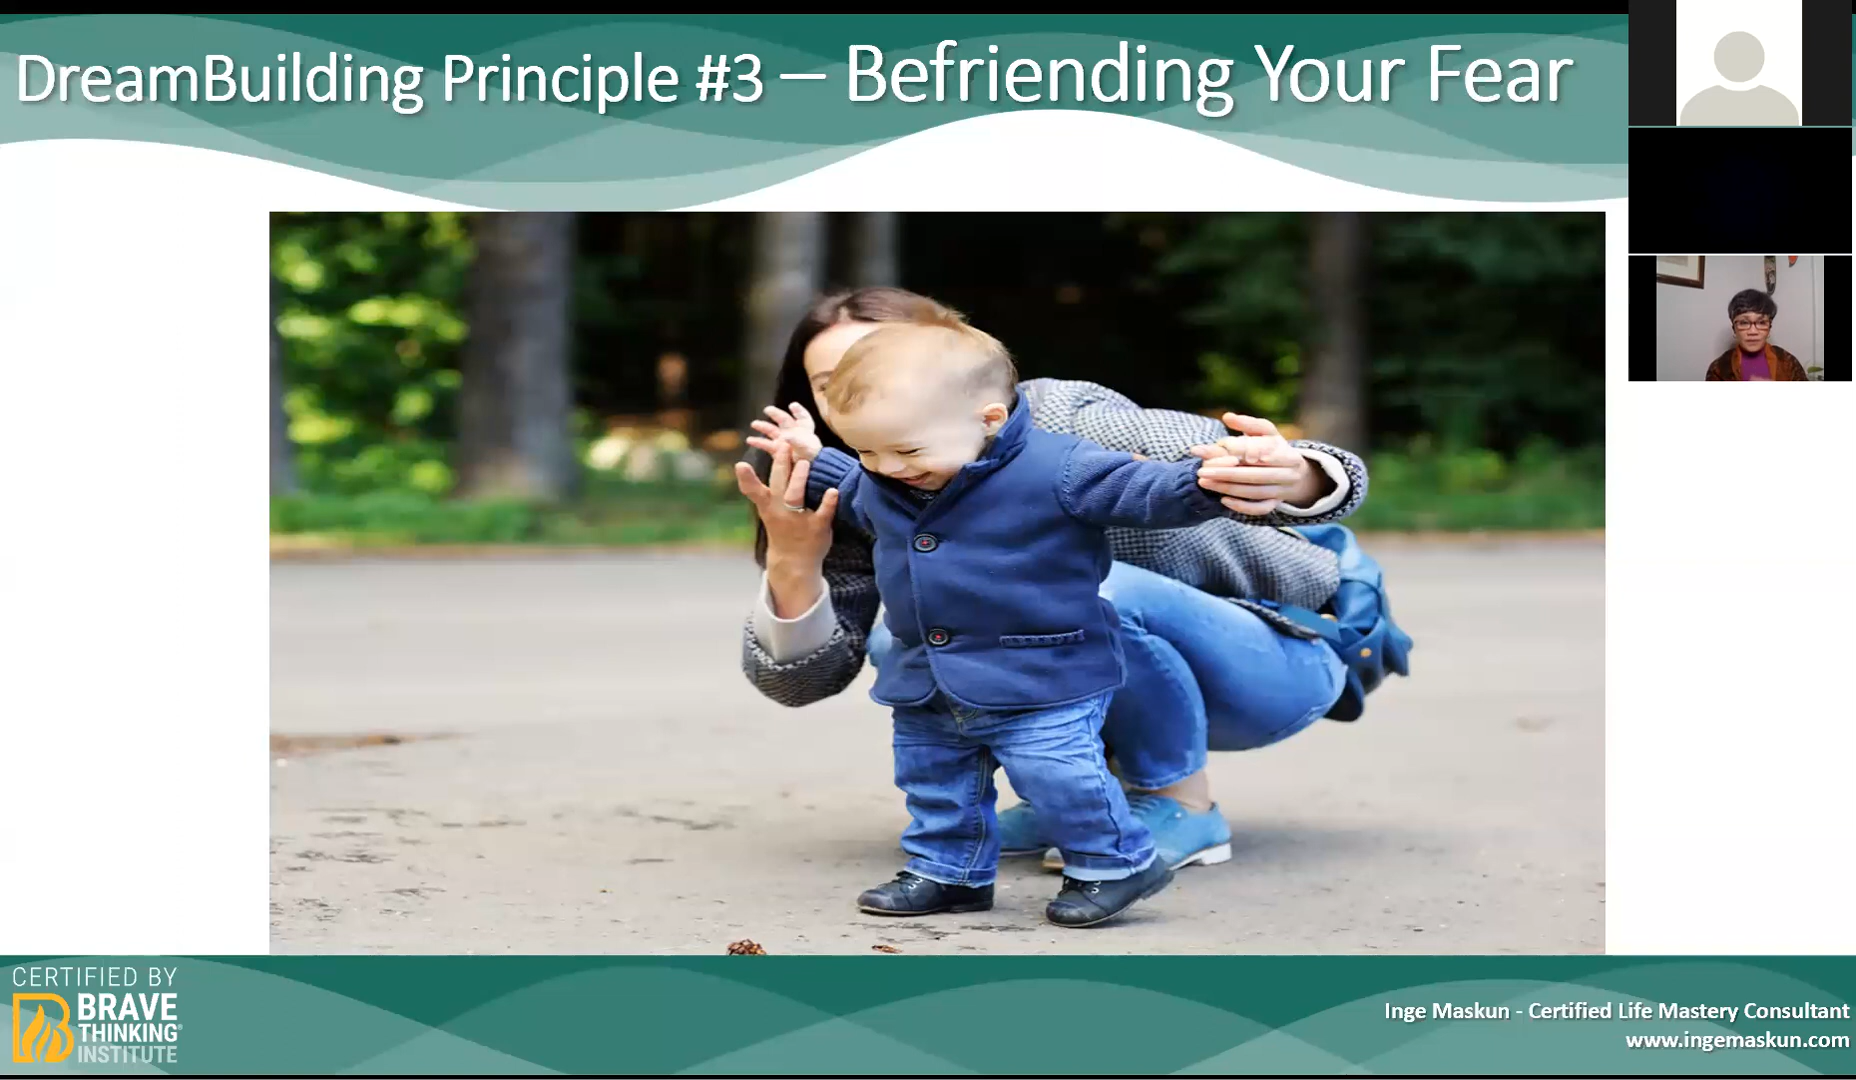 DreamBuilding Principle #3 – Befriending Your Fear
CERTIFIED BY
BRAVE
THINKING®
INSTITUTE
Inge Maskun - Certified Life Mastery Consultant
www.ingemaskun.com